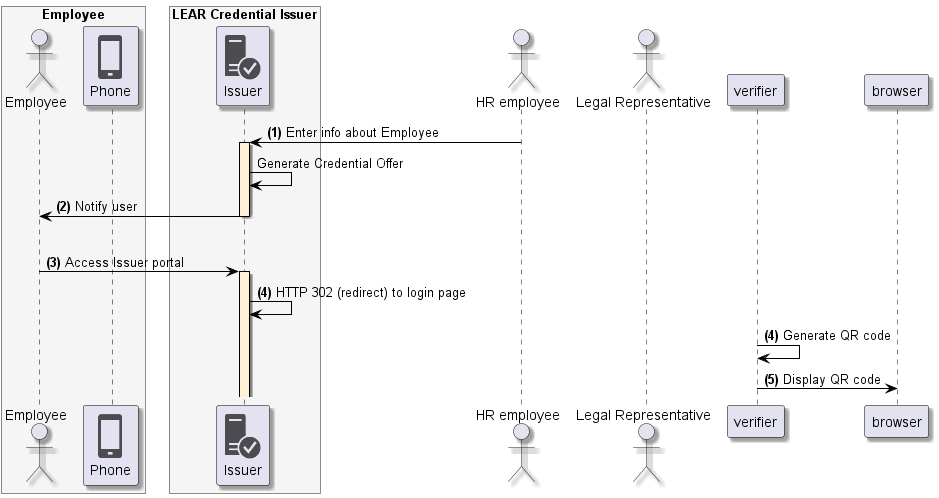 Employee
LEAR Credential Issuer
Employee
Phone
Issuer
HR employee
Legal Representative
verifier
browser
(1) Enter info about Employee
Generate Credential Offer
(2) Notify user
(3) Access Issuer portal
(4) HTTP 302 (redirect) to login page
(4) Generate QR code
(5) Display QR code
Employee
Phone
Issuer
HR employee
Legal Representative
verifier
browser